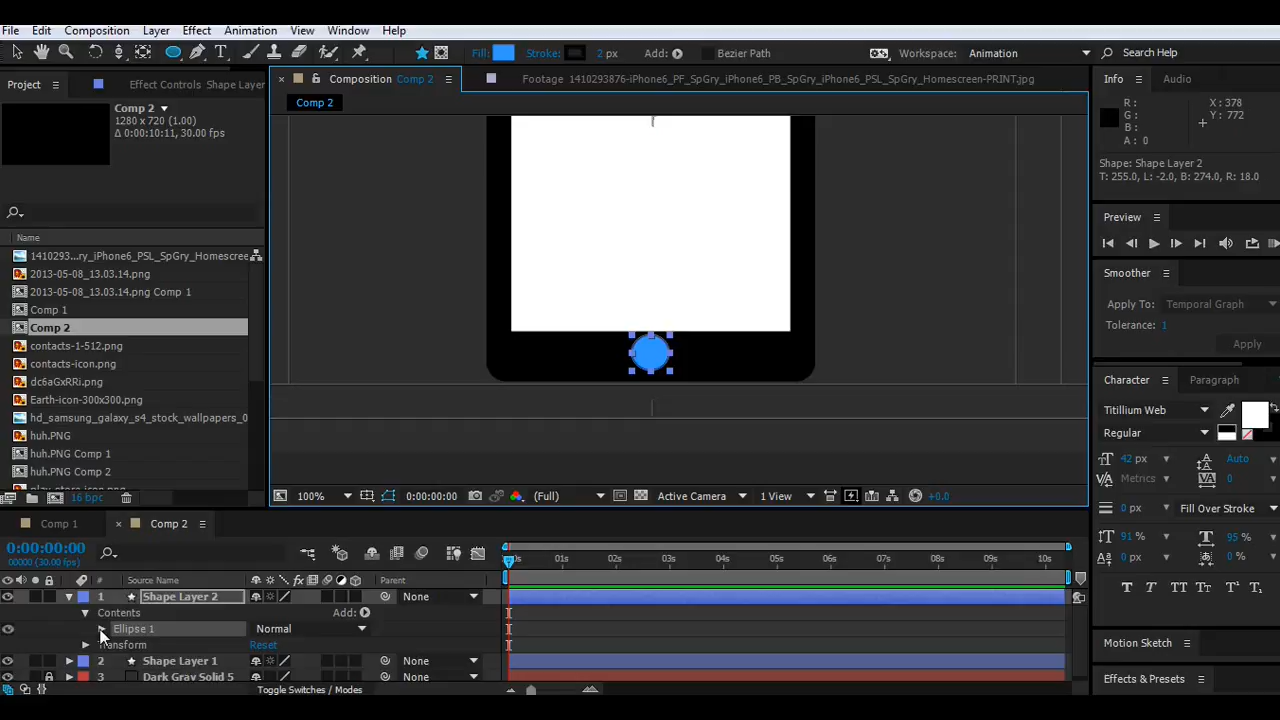 File Edit Composition Layer Effect Animation View Window Help
Fill: Stroke: 2 px Add: Bezier Path Workspace: Animation Search Help
Project Effect Controls Shape Layer
Composition Comp 2 Footage 1410293876-iPhone6_PF_SpGry_iPhone6_PB_SpGry_iPhone6_PSL_SpGry_Homescreen-PRINT.jpg
Info Audio
Comp 2
Comp 2
1280 x 720 (1.00)
Δ 0:00:10:11, 30.00 fps
R:
G:
B:
A: 0
X: 378
Y: 772
Shape: Shape Layer 2
T: 255.0, L: -2.0, B: 274.0, R: 18.0
Preview
Name
1410293...ry_iPhone6_PSL_SpGry_Homescreen
2013-05-08_13.03.14.png
2013-05-08_13.03.14.png Comp 1
Comp 1
Comp 2
contacts-1-512.png
contacts-icon.png
dc6aGxRRi.png
Earth-icon-300x300.png
hd_samsung_galaxy_s4_stock_wallpapers_0
huh.PNG
huh.PNG Comp 1
huh.PNG Comp 2
16 bpc
Smoother
Apply To: Temporal Graph
Tolerance: 1
Apply
Character Paragraph
Titillium Web
Regular
42 px Auto
Metrics 0
0 px Fill Over Stroke
91 % 95 %
0 px 0 %
T T TT Tт T¹ T₁
Motion Sketch
Effects & Presets
100% 0:00:00:00 (Full) Active Camera 1 View +0.0
Comp 1 Comp 2
0:00:00:00
00000 (30.00 fps)
# Source Name Parent
00s 01s 02s 03s 04s 05s 06s 07s 08s 09s 10s
1 Shape Layer 2 None
Contents Add:
Ellipse 1 Normal
Transform Reset
2 Shape Layer 1 None
3 Dark Gray Solid 5 None
Toggle Switches / Modes